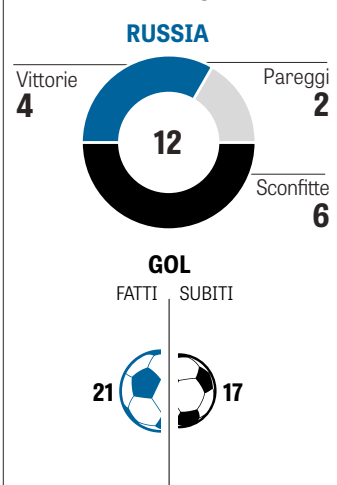 RUSSIA
Vittorie
4
Pareggi
2
12
Sconfitte
6
GOL
FATTI SUBITI
21 17